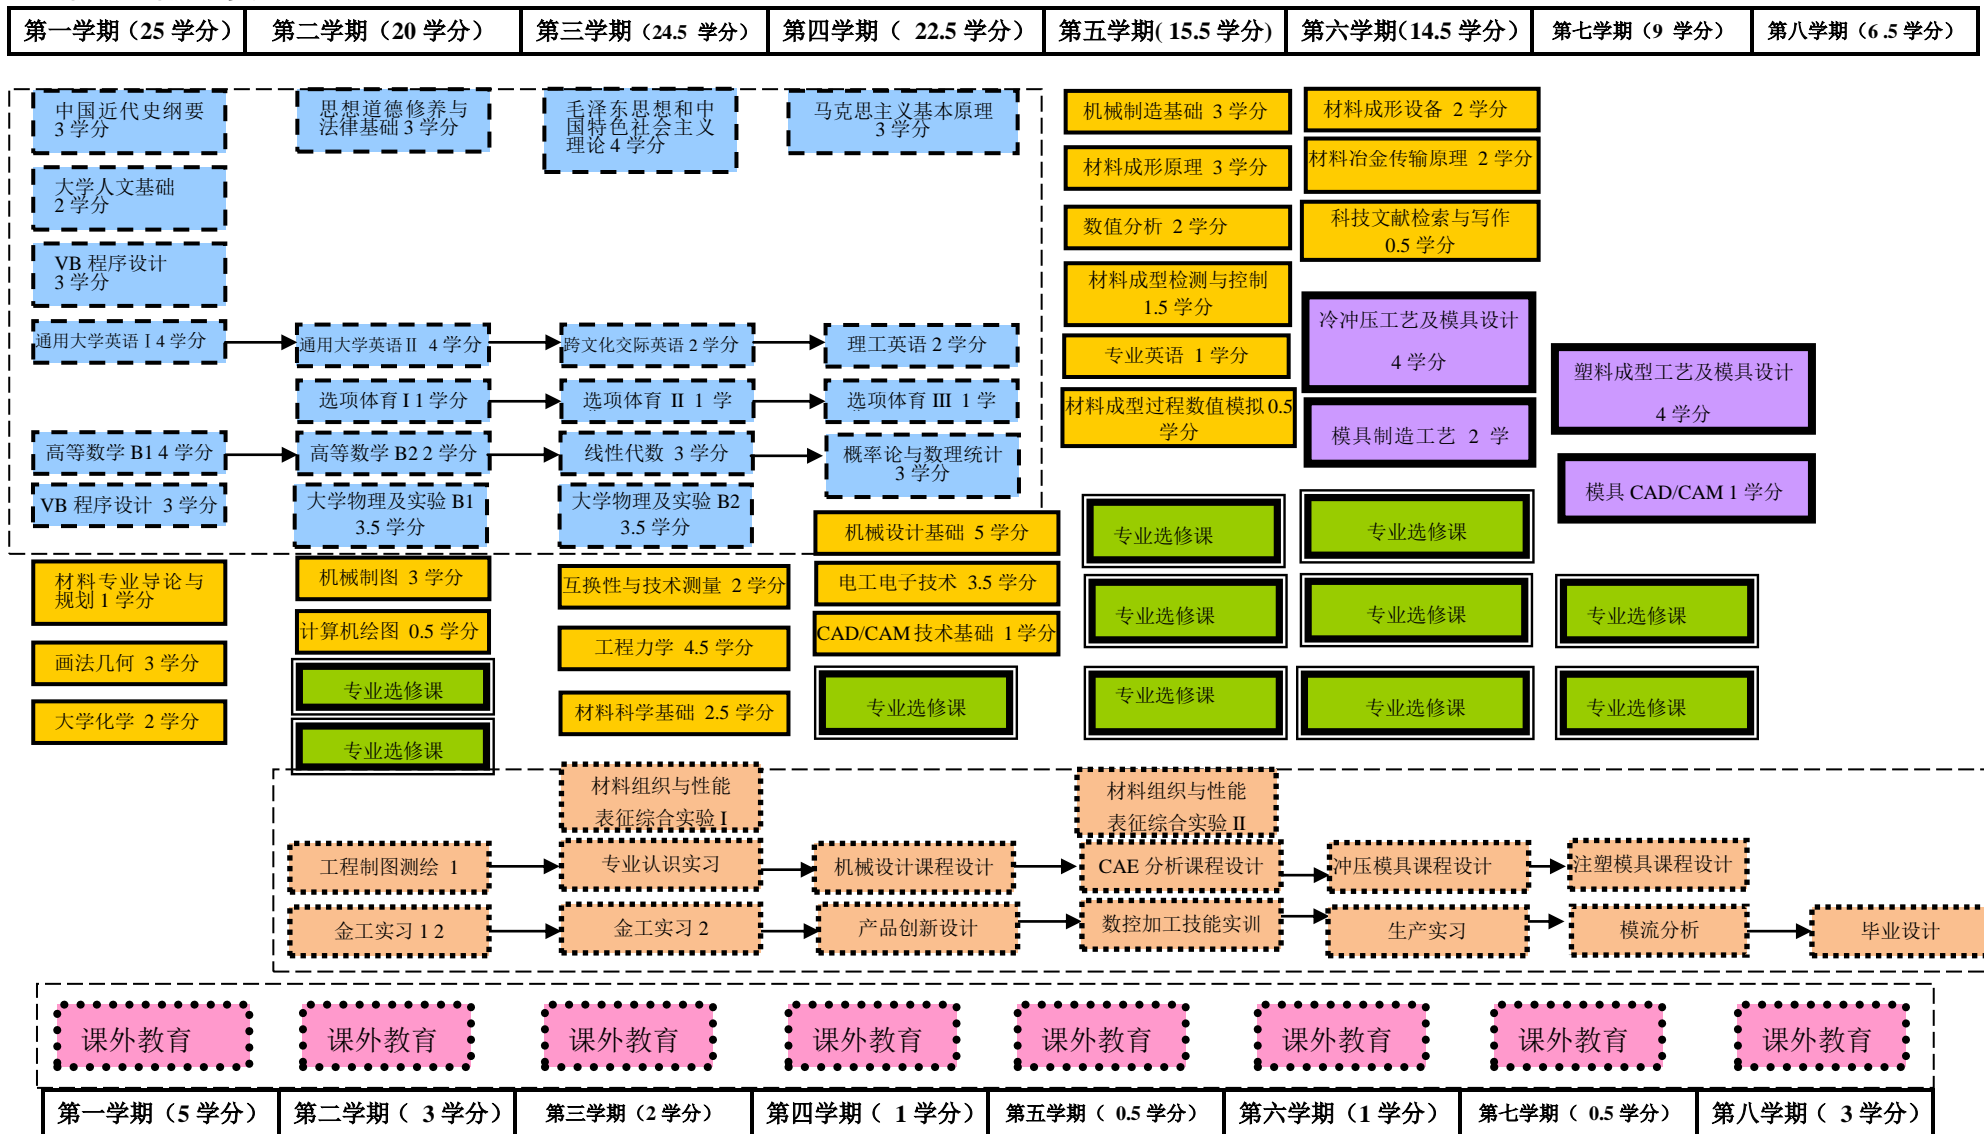 第一学期（25 学分）
第二学期（20 学分）
第三学期（24.5 学分）
第四学期（ 22.5 学分）
第五学期( 15.5 学分)
第六学期(14.5 学分)
第七学期（9 学分）
第八学期（6 .5 学分）
中国近代史纲要
3 学分
思想道德修养与
法律基础 3 学分
毛泽东思想和中
国特色社会主义
理论 4 学分
马克思主义基本原理
3 学分
机械制造基础 3 学分
材料成形设备 2 学分
材料成形原理 3 学分
材料冶金传输原理 2 学分
大学人文基础
2 学分
数值分析 2 学分
科技文献检索与写作
0.5 学分
VB 程序设计
3 学分
材料成型检测与控制
1.5 学分
冷冲压工艺及模具设计
4 学分
通用大学英语 I 4 学分
通用大学英语 II 4 学分
跨文化交际英语 2 学分
理工英语 2 学分
专业英语 1 学分
塑料成型工艺及模具设计
4 学分
选项体育 I 1 学分
选项体育 II 1 学
选项体育 III 1 学
材料成型过程数值模拟 0.5
学分
模具制造工艺 2 学
高等数学 B1 4 学分
高等数学 B2 2 学分
线性代数 3 学分
概率论与数理统计
3 学分
模具 CAD/CAM 1 学分
VB 程序设计 3 学分
大学物理及实验 B1
3.5 学分
大学物理及实验 B2
3.5 学分
机械设计基础 5 学分
专业选修课
专业选修课
材料专业导论与
规划 1 学分
机械制图 3 学分
互换性与技术测量 2 学分
电工电子技术 3.5 学分
专业选修课
专业选修课
专业选修课
计算机绘图 0.5 学分
工程力学 4.5 学分
CAD/CAM 技术基础 1 学分
画法几何 3 学分
专业选修课
专业选修课
专业选修课
专业选修课
专业选修课
大学化学 2 学分
材料科学基础 2.5 学分
专业选修课
材料组织与性能
表征综合实验 I
材料组织与性能
表征综合实验 II
工程制图测绘 1
专业认识实习
机械设计课程设计
CAE 分析课程设计
冲压模具课程设计
注塑模具课程设计
金工实习 1 2
金工实习 2
产品创新设计
数控加工技能实训
生产实习
模流分析
毕业设计
课外教育
课外教育
课外教育
课外教育
课外教育
课外教育
课外教育
课外教育
第一学期（5 学分）
第二学期（ 3 学分）
第三学期（2 学分）
第四学期（ 1 学分）
第五学期（ 0.5 学分）
第六学期（1 学分）
第七学期（ 0.5 学分）
第八学期（ 3 学分）